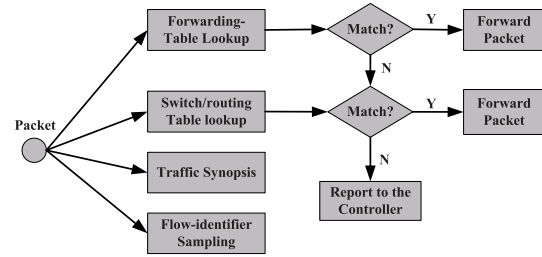 Forwarding-
Table Lookup
Match?
Y
Forward
Packet
N
Switch/routing
Table lookup
Match?
Y
Forward
Packet
Packet
N
Traffic Synopsis
Report to the
Controller
Flow-identifier
Sampling